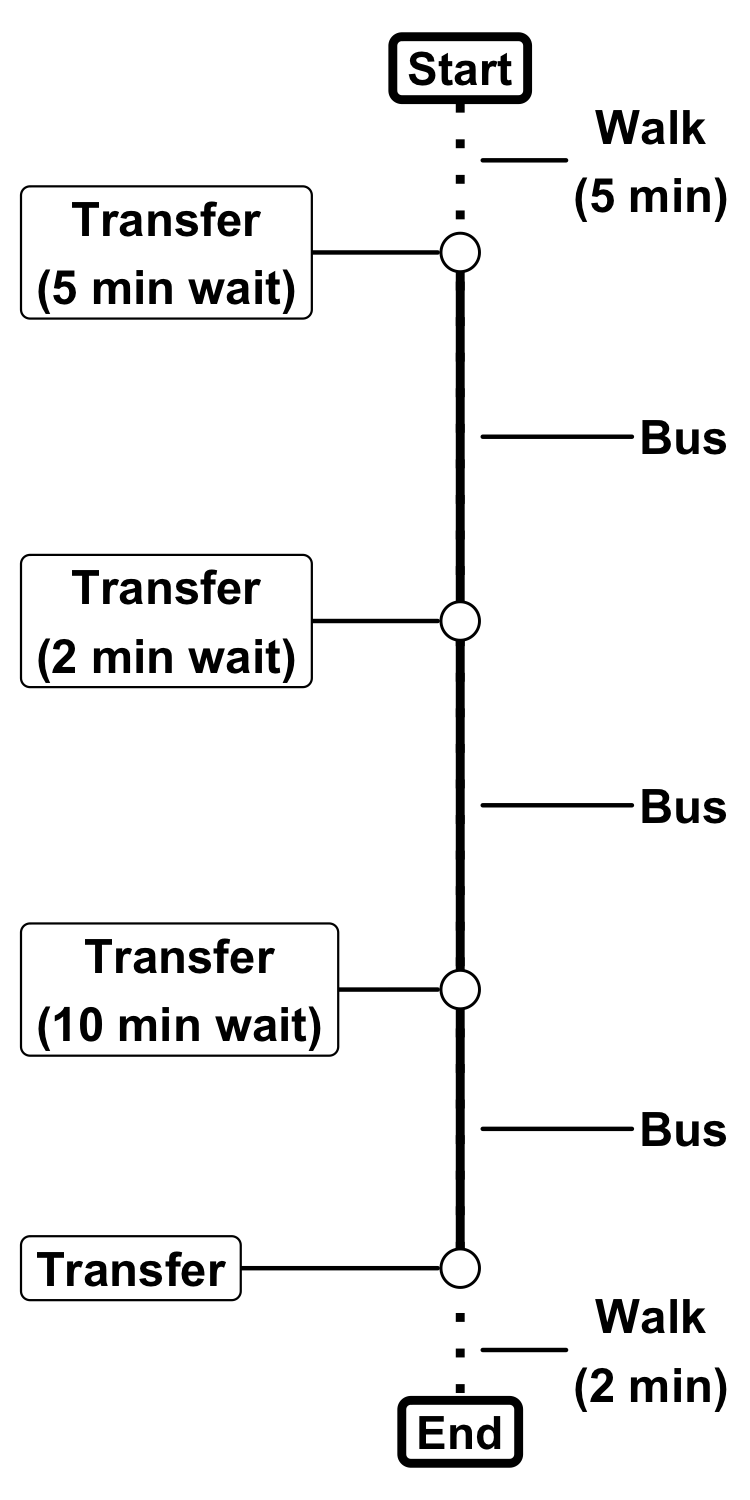 Start
Walk
(5 min)
Transfer
(5 min wait)
Bus
Transfer
(2 min wait)
Bus
Transfer
(10 min wait)
Bus
Transfer
Walk
(2 min)
End